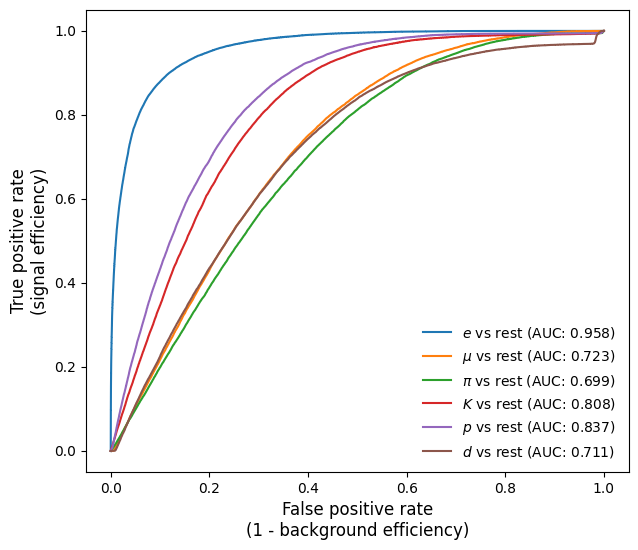 1.0
0.8
0.6
0.4
0.2
0.0
True positive rate
(signal efficiency)
e vs rest (AUC: 0.958)
μ vs rest (AUC: 0.723)
π vs rest (AUC: 0.699)
K vs rest (AUC: 0.808)
p vs rest (AUC: 0.837)
d vs rest (AUC: 0.711)
0.0 0.2 0.4 0.6 0.8 1.0
False positive rate
(1 - background efficiency)